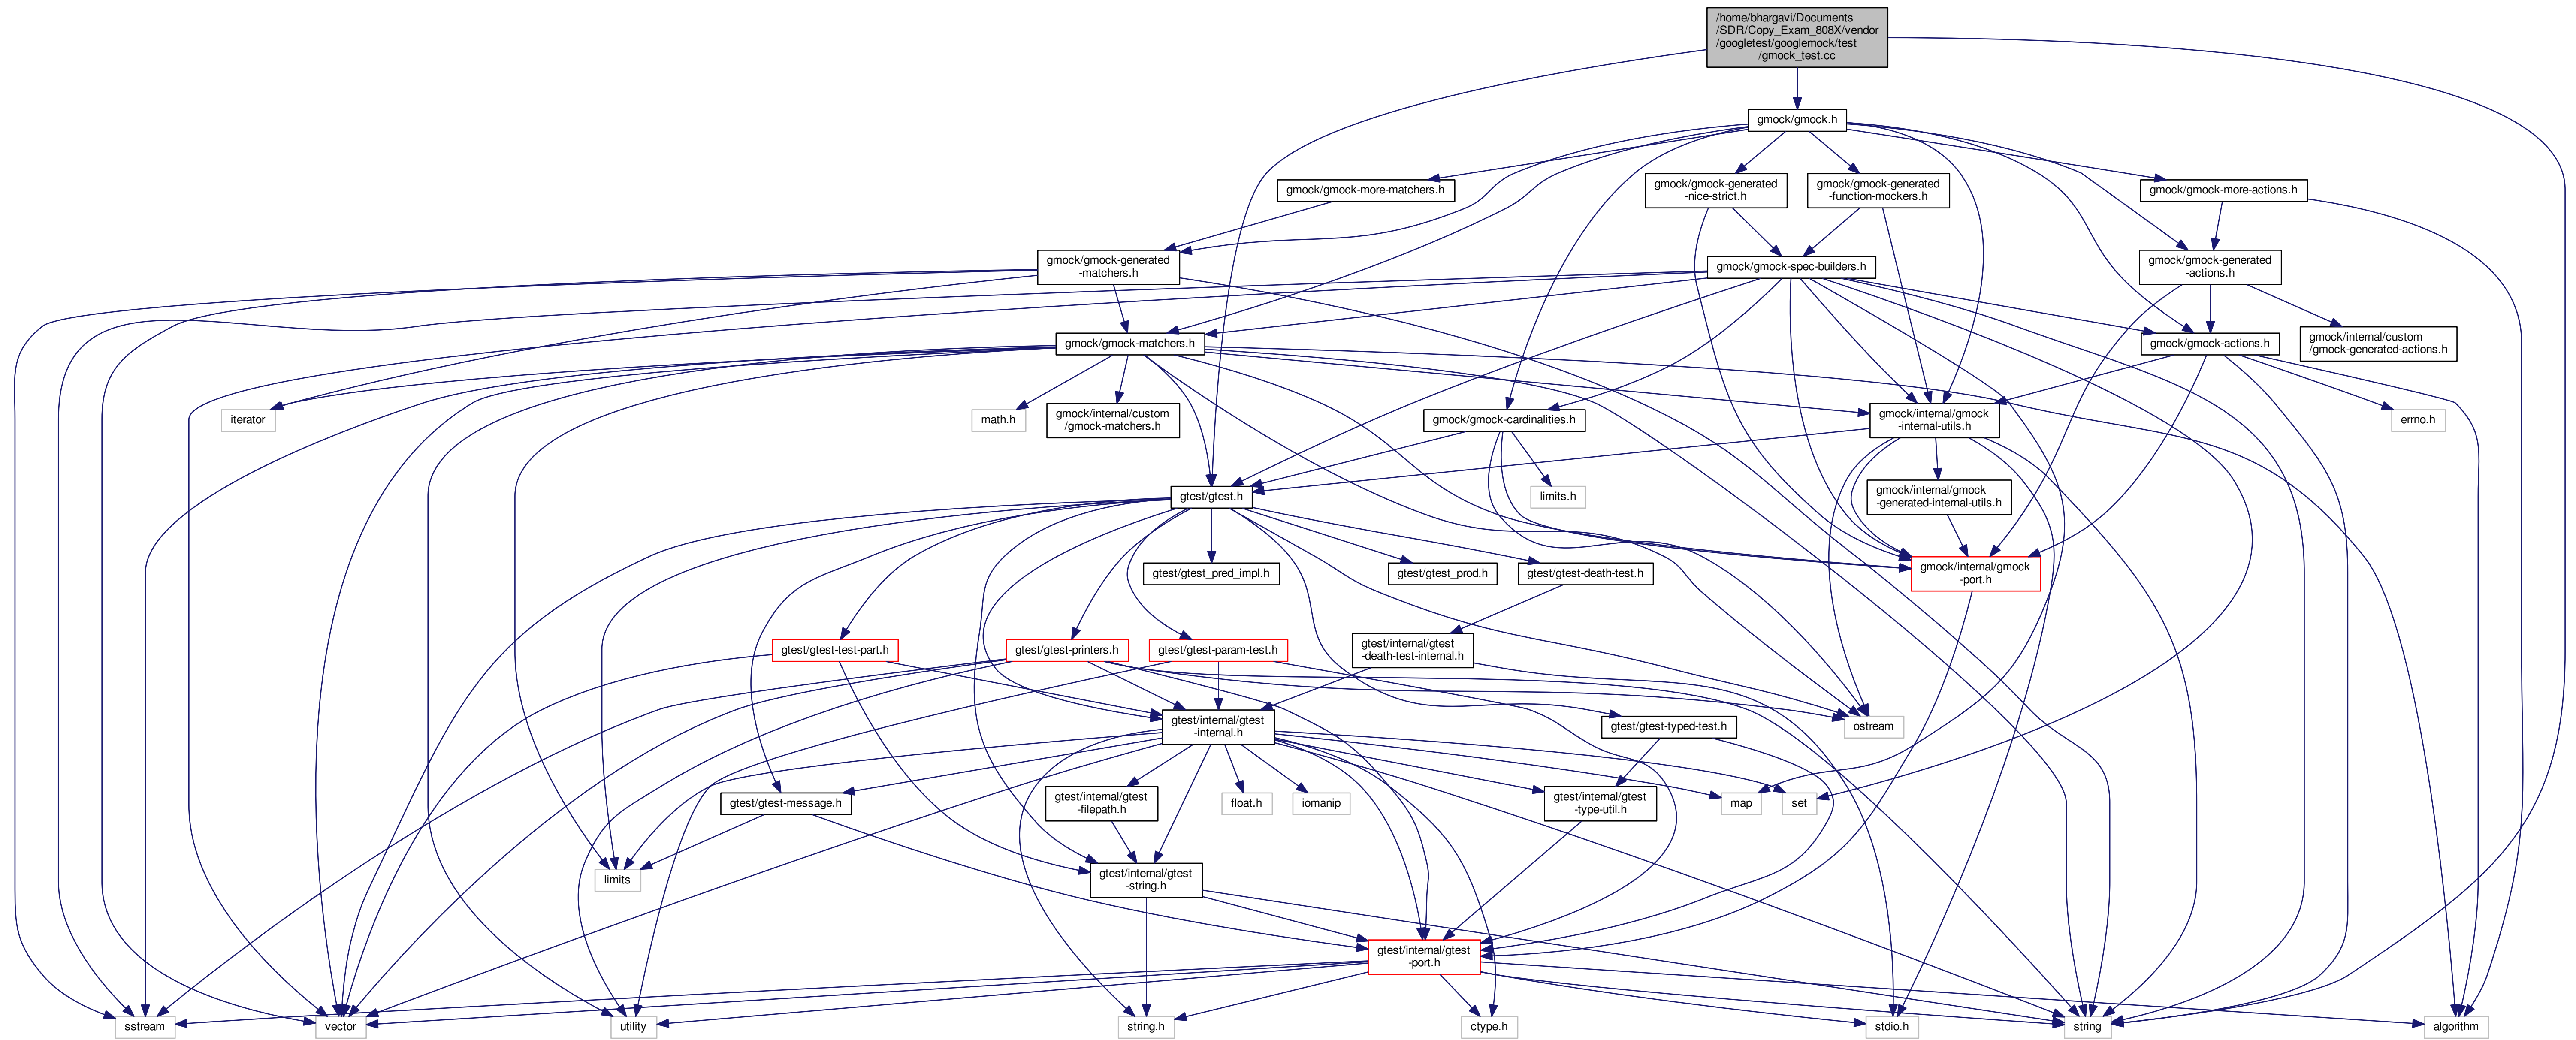 /home/bhargavi/Documents
/SDR/Copy_Exam_808X/vendor
/googletest/googlemock/test
/gmock_test.cc
gmock/gmock.h
gmock/gmock-more-matchers.h
gmock/gmock-generated
-nice-strict.h
gmock/gmock-generated
-function-mockers.h
gmock/gmock-more-actions.h
gmock/gmock-generated
-matchers.h
gmock/gmock-spec-builders.h
gmock/gmock-generated
-actions.h
gmock/gmock-matchers.h
gmock/gmock-actions.h
gmock/internal/custom
/gmock-generated-actions.h
iterator
math.h
gmock/internal/custom
/gmock-matchers.h
gmock/gmock-cardinalities.h
gmock/internal/gmock
-internal-utils.h
errno.h
gtest/gtest.h
limits.h
gmock/internal/gmock
-generated-internal-utils.h
gtest/gtest_pred_impl.h
gtest/gtest_prod.h
gtest/gtest-death-test.h
gmock/internal/gmock
-port.h
gtest/gtest-test-part.h
gtest/gtest-printers.h
gtest/gtest-param-test.h
gtest/internal/gtest
-death-test-internal.h
gtest/internal/gtest
-internal.h
gtest/gtest-typed-test.h
ostream
gtest/gtest-message.h
gtest/internal/gtest
-filepath.h
float.h
iomanip
gtest/internal/gtest
-type-util.h
map
set
limits
gtest/internal/gtest
-string.h
gtest/internal/gtest
-port.h
sstream
vector
utility
string.h
ctype.h
stdio.h
string
algorithm